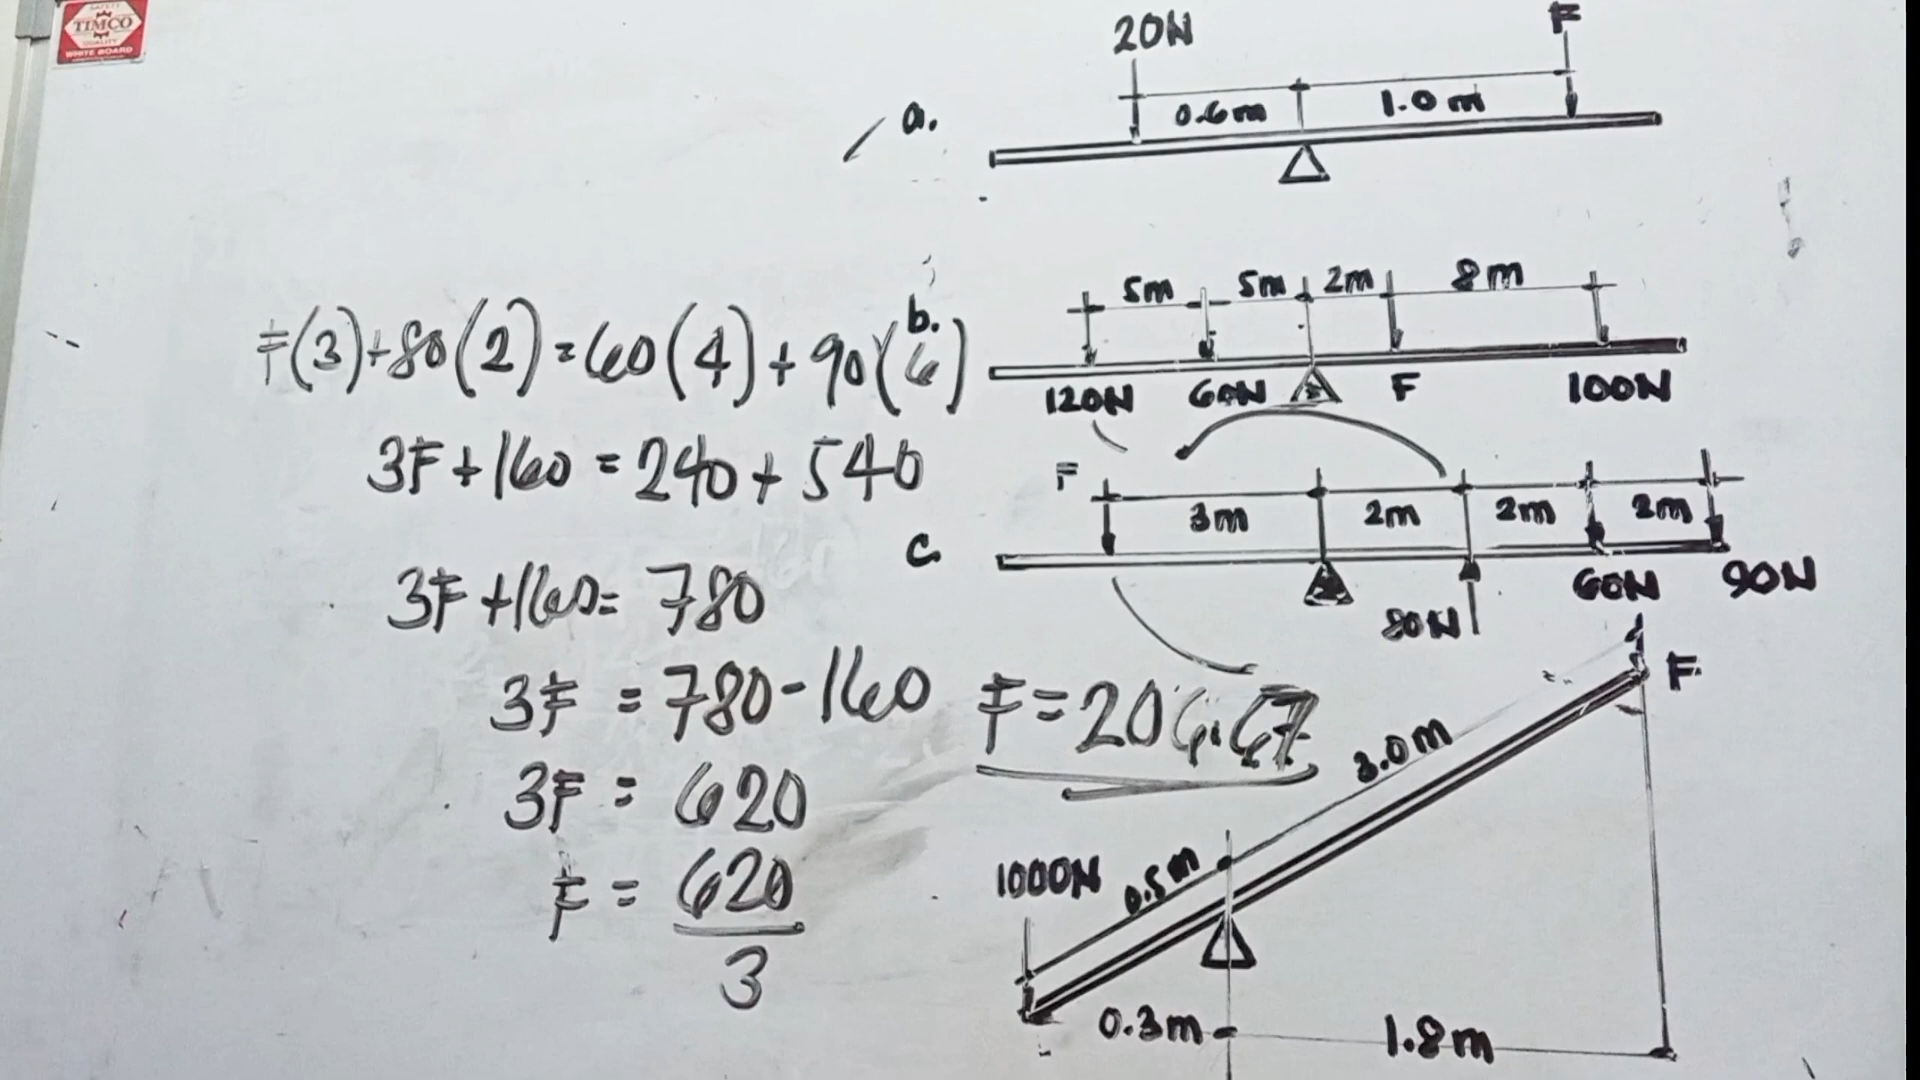 SAFETY
TIMCO
QUALITY
WHITE BOARD
20N
F
0.6m
1.0m
a.
b.
5m
5m
2m
8m
120N
60N
F
100N
F(3)+80(2)=60(4)+90(6)
3F+160=240+540
3F+160=780
3F=780-160
3F=620
F=620
3
F=206.67
c.
F
3m
2m
2m
2m
80N
60N
90N
F
3.0m
1000N
0.5m
0.3m
1.8m